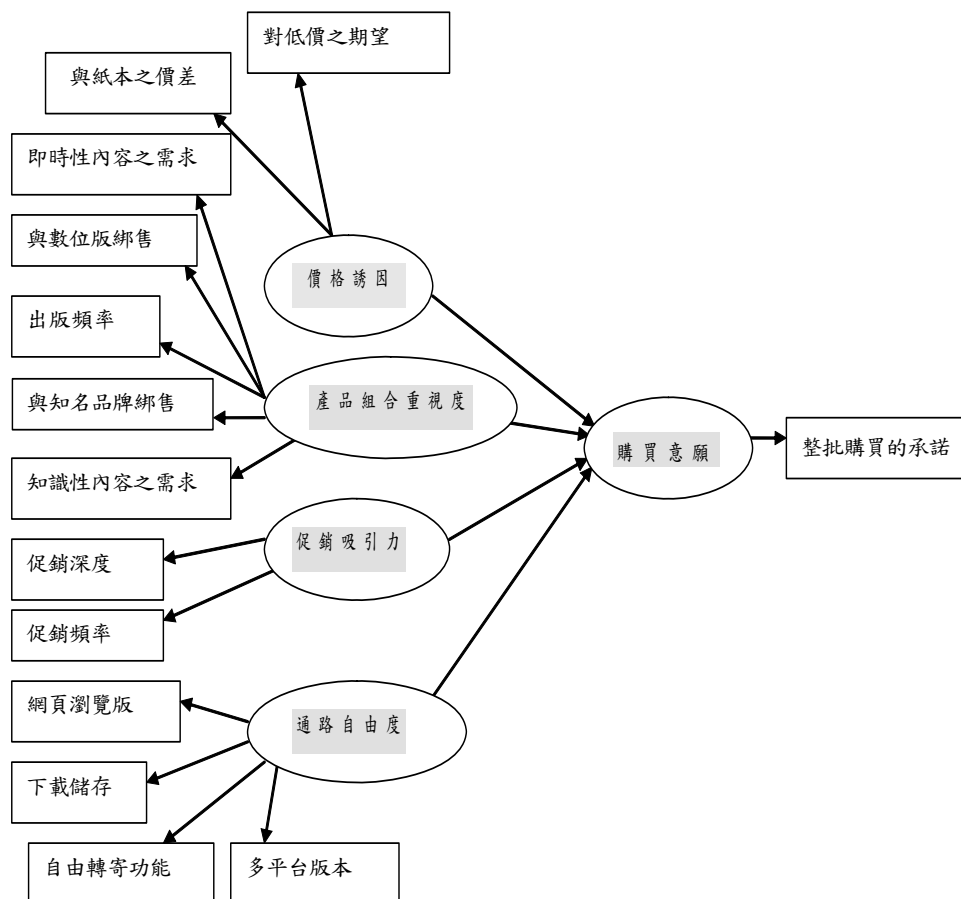 對低價之期望
與紙本之價差
即時性內容之需求
與數位版綁售
價格誘因
出版頻率
產品組合重視度
與知名品牌綁售
購買意願
整批購買的承諾
知識性內容之需求
促銷吸引力
促銷深度
促銷頻率
網頁瀏覽版
通路自由度
下載儲存
自由轉寄功能
多平台版本